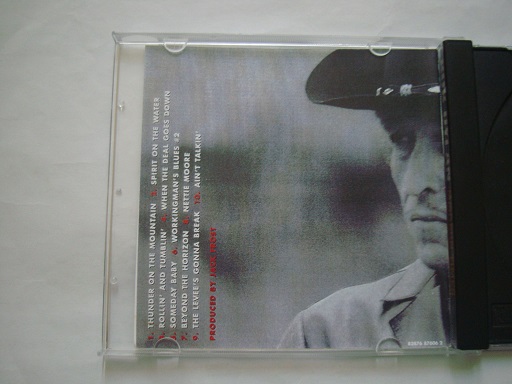 1. THUNDER ON THE MOUNTAIN 2. SPIRIT ON THE WATER
3. ROLLIN' AND TUMBLIN' 4. WHEN THE DEAL GOES DOWN
5. SOMEDAY BABY 6. WORKINGMAN'S BLUES #2
7. BEYOND THE HORIZON 8. NETTIE MOORE
9. THE LEVEE'S GONNA BREAK 10. AIN'T TALKIN'
PRODUCED BY JACK FROST